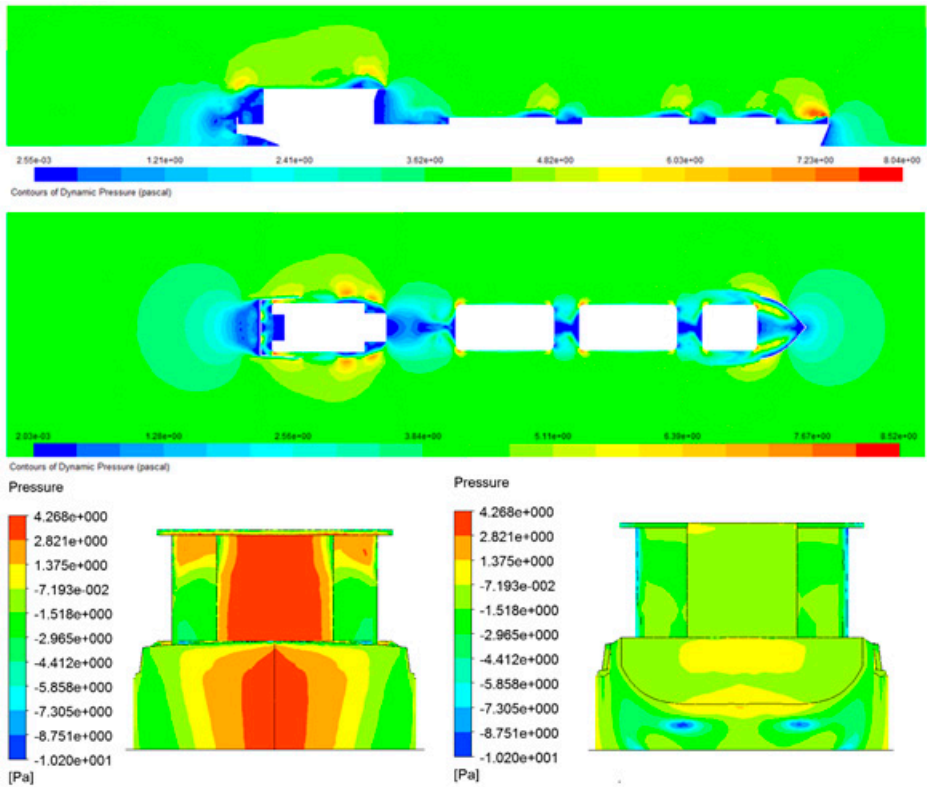 2.55e-03 1.21e+00 2.41e+00 3.62e+00 4.82e+00 6.03e+00 7.23e+00 8.04e+00
Contours of Dynamic Pressure (pascal)
2.03e-03 1.28e+00 2.56e+00 3.84e+00 5.11e+00 6.39e+00 7.67e+00 8.52e+00
Contours of Dynamic Pressure (pascal)
Pressure
4.268e+000
2.821e+000
1.375e+000
-7.193e-002
-1.518e+000
-2.965e+000
-4.412e+000
-5.858e+000
-7.305e+000
-8.751e+000
-1.020e+001
[Pa]
Pressure
4.268e+000
2.821e+000
1.375e+000
-7.193e-002
-1.518e+000
-2.965e+000
-4.412e+000
-5.858e+000
-7.305e+000
-8.751e+000
-1.020e+001
[Pa]